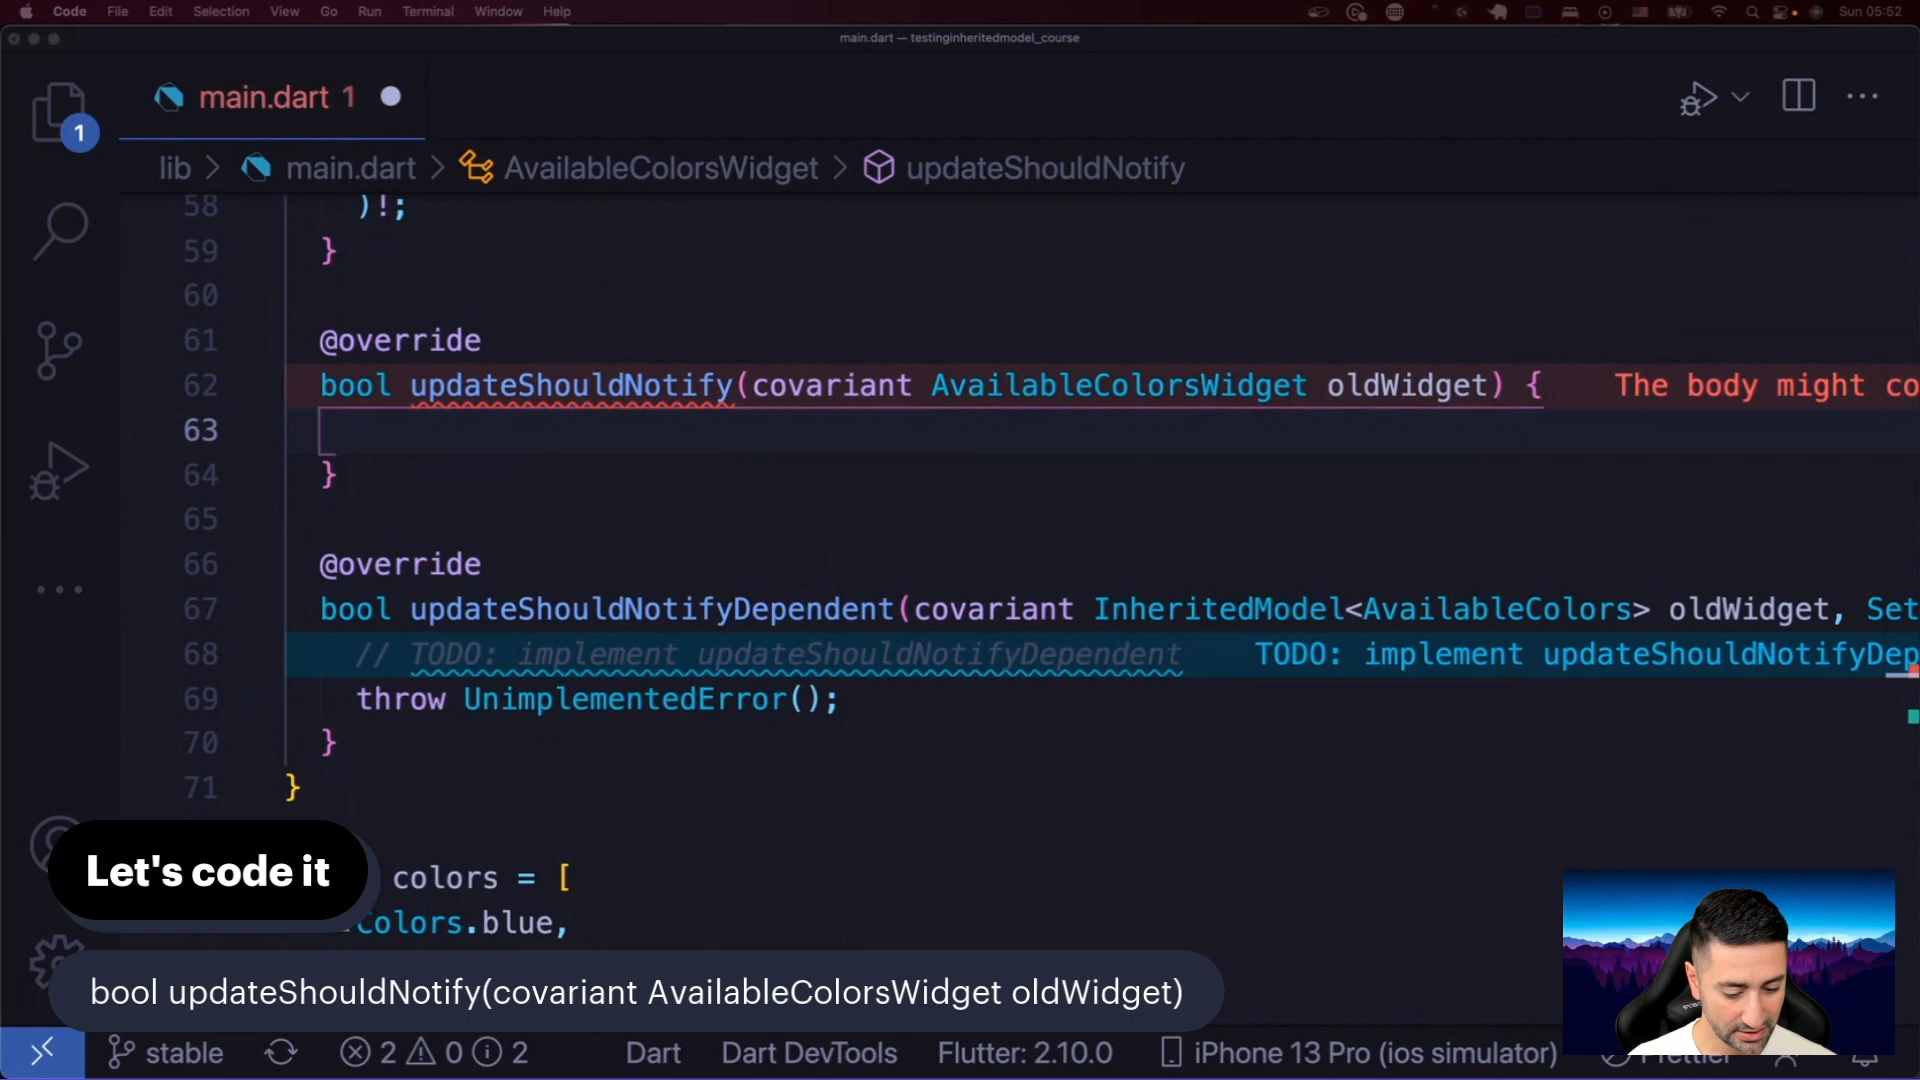 Code File Edit Selection View Go Run Terminal Window Help Sun 05:52
main.dart — testinginheritedmodel_course
main.dart 1
1
lib > main.dart > AvailableColorsWidget > updateShouldNotify
58 )!;
59 }
60
61 @override
62 bool updateShouldNotify(covariant AvailableColorsWidget oldWidget) { The body might co
63
64 }
65
66 @override
67 bool updateShouldNotifyDependent(covariant InheritedModel<AvailableColors> oldWidget, Set
68 // TODO: implement updateShouldNotifyDependent TODO: implement updateShouldNotifyDep
69 throw UnimplementedError();
70 }
71 }
Let's code it
colors = [
Colors.blue,
bool updateShouldNotify(covariant AvailableColorsWidget oldWidget)
stable 2 0 2 Dart Dart DevTools Flutter: 2.10.0 iPhone 13 Pro (ios simulator) Prettier